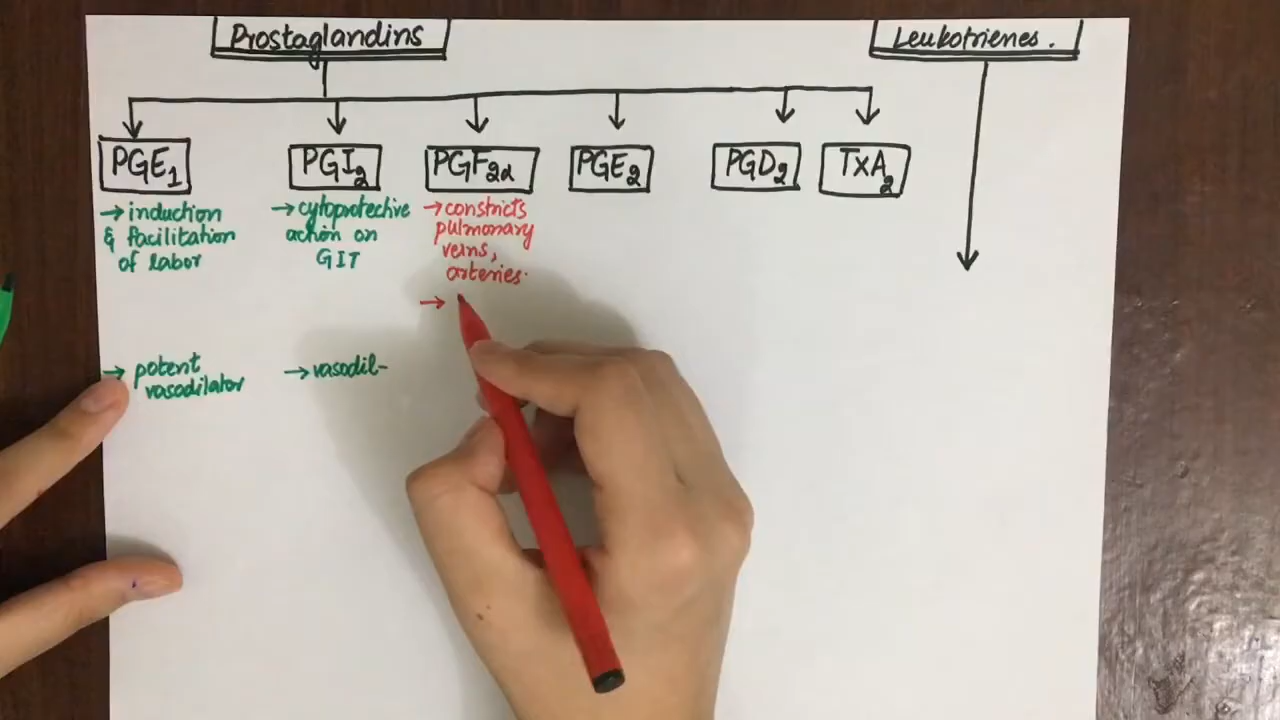 Prostaglandins
Leukotrienes.
PGE1
PGI2
PGF2α
PGE2
PGD2
TxA2
→ induction
& facilitation
of labor
→ cytoprotective
action on
GIT
→ constricts
pulmonary
veins,
arteries.
→
→ potent
vasodilator
→ vasodil-